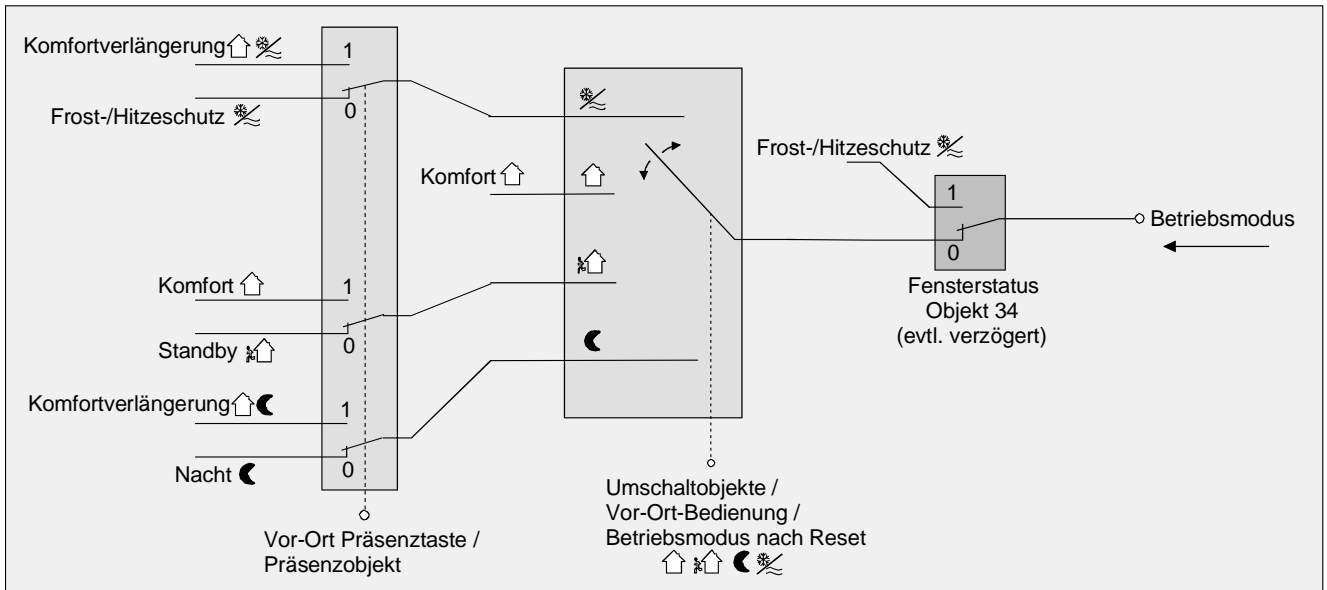 Komfortverlängerung
1
0
Frost-/Hitzeschutz
Komfort
Frost-/Hitzeschutz
1
0
Betriebsmodus
Fensterstatus
Objekt 34
(evtl. verzögert)
Komfort
1
0
Standby
Komfortverlängerung
1
0
Nacht
Vor-Ort Präsenztaste /
Präsenzobjekt
Umschaltobjekte /
Vor-Ort-Bedienung /
Betriebsmodus nach Reset